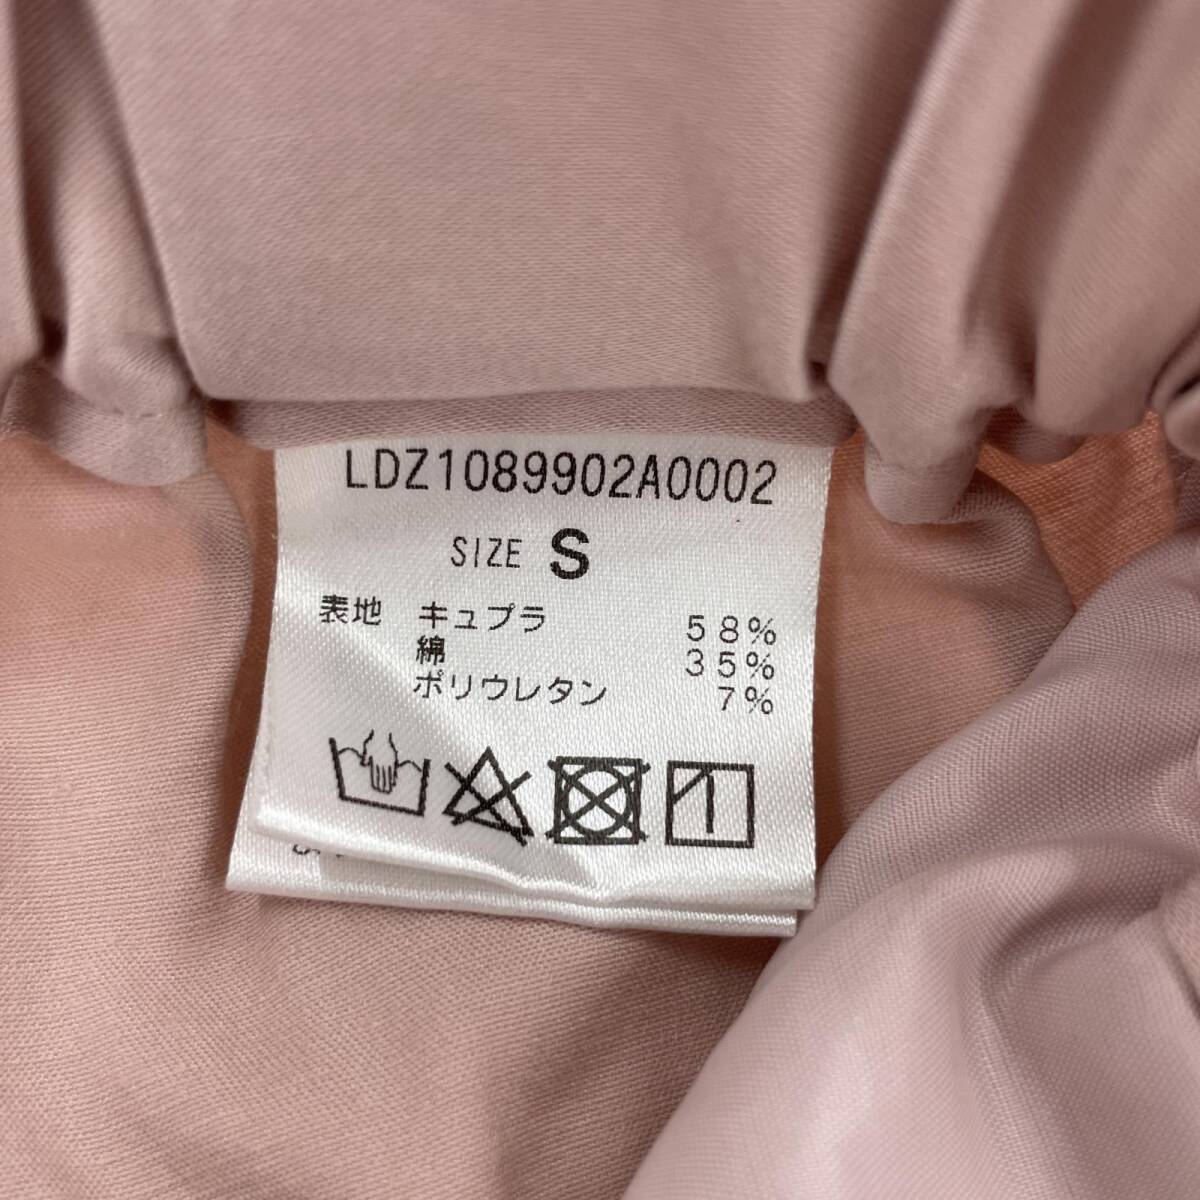 LDZ1089902A0002
SIZE S
表地 キュプラ 58%
綿 35%
ポリウレタン 7%